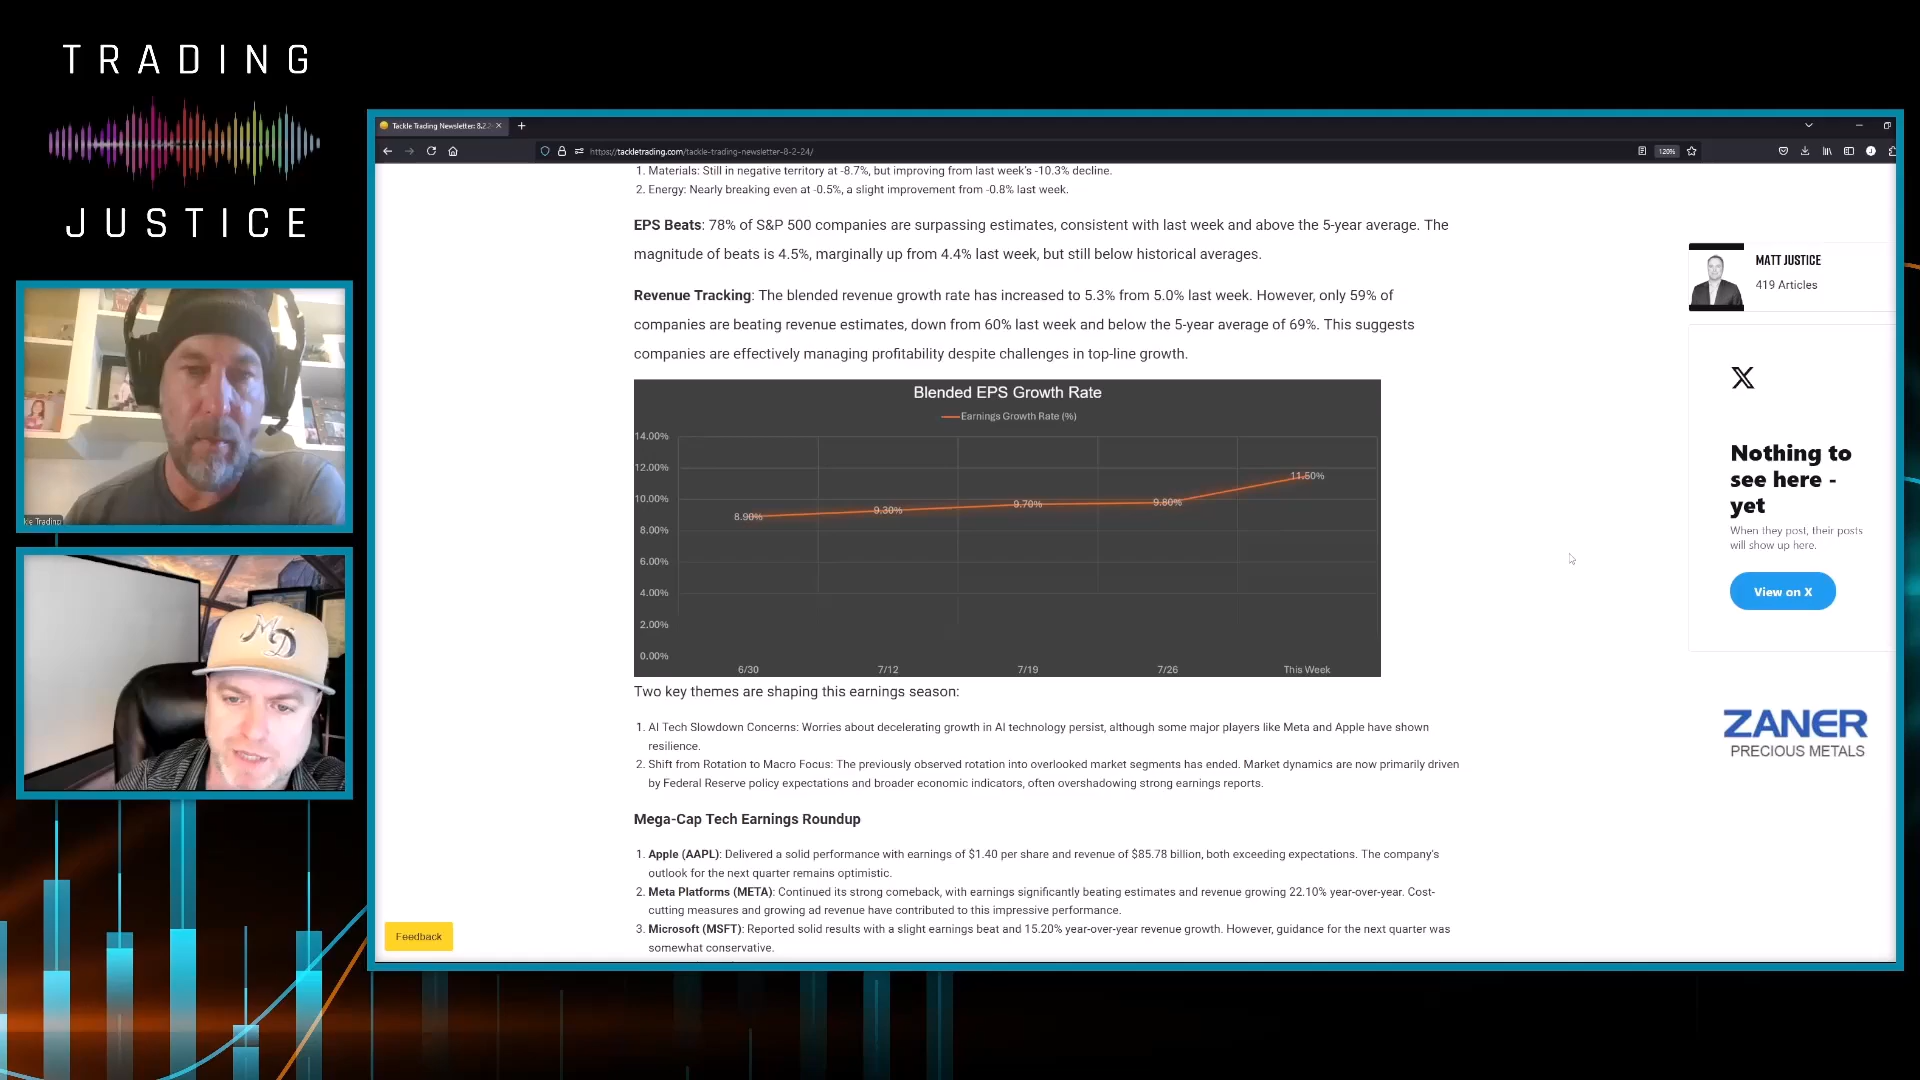 TRADING
JUSTICE
kle Trading
MD
Tackle Trading Newsletter: 8.2.2
https://tackletrading.com/tackle-trading-newsletter-8-2-24/
120%
1. Materials: Still in negative territory at -8.7%, but improving from last week's -10.3% decline.
2. Energy: Nearly breaking even at -0.5%, a slight improvement from -0.8% last week.
EPS Beats: 78% of S&P 500 companies are surpassing estimates, consistent with last week and above the 5-year average. The
magnitude of beats is 4.5%, marginally up from 4.4% last week, but still below historical averages.
Revenue Tracking: The blended revenue growth rate has increased to 5.3% from 5.0% last week. However, only 59% of
companies are beating revenue estimates, down from 60% last week and below the 5-year average of 69%. This suggests
companies are effectively managing profitability despite challenges in top-line growth.
Blended EPS Growth Rate
Earnings Growth Rate (%)
14.00%
12.00%
10.00%
8.00%
6.00%
4.00%
2.00%
0.00%
8.90%
9.30%
9.70%
9.80%
11.50%
6/30
7/12
7/19
7/26
This Week
Two key themes are shaping this earnings season:
1. AI Tech Slowdown Concerns: Worries about decelerating growth in AI technology persist, although some major players like Meta and Apple have shown
resilience.
2. Shift from Rotation to Macro Focus: The previously observed rotation into overlooked market segments has ended. Market dynamics are now primarily driven
by Federal Reserve policy expectations and broader economic indicators, often overshadowing strong earnings reports.
Mega-Cap Tech Earnings Roundup
1. Apple (AAPL): Delivered a solid performance with earnings of $1.40 per share and revenue of $85.78 billion, both exceeding expectations. The company's
outlook for the next quarter remains optimistic.
2. Meta Platforms (META): Continued its strong comeback, with earnings significantly beating estimates and revenue growing 22.10% year-over-year. Cost-
cutting measures and growing ad revenue have contributed to this impressive performance.
3. Microsoft (MSFT): Reported solid results with a slight earnings beat and 15.20% year-over-year revenue growth. However, guidance for the next quarter was
somewhat conservative.
Feedback
MATT JUSTICE
419 Articles
X
Nothing to
see here -
yet
When they post, their posts
will show up here.
View on X
ZANER
PRECIOUS METALS